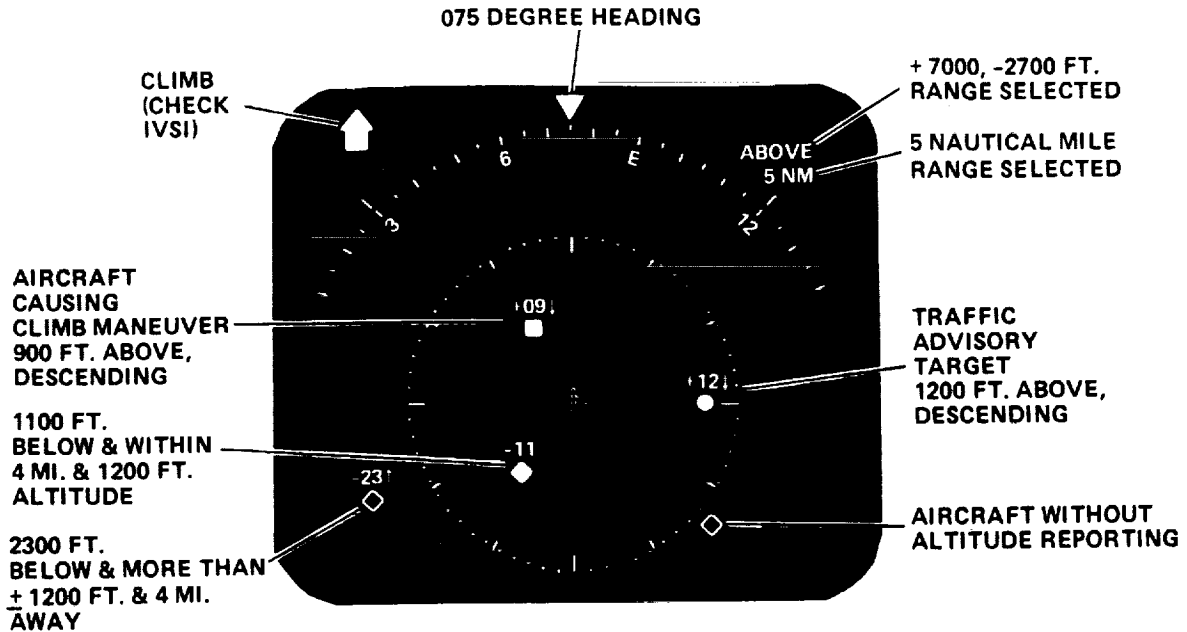 075 DEGREE HEADING
CLIMB
(CHECK
IVSI)
+ 7000, -2700 FT.
RANGE SELECTED
5 NAUTICAL MILE
RANGE SELECTED
ABOVE
5 NM
3
6
E
12
AIRCRAFT
CAUSING
CLIMB MANEUVER
900 FT. ABOVE,
DESCENDING
+09↓
+12↓
TRAFFIC
ADVISORY
TARGET
1200 FT. ABOVE,
DESCENDING
1100 FT.
BELOW & WITHIN
4 MI. & 1200 FT.
ALTITUDE
-11
-23↑
2300 FT.
BELOW & MORE THAN
± 1200 FT. & 4 MI.
AWAY
AIRCRAFT WITHOUT
ALTITUDE REPORTING